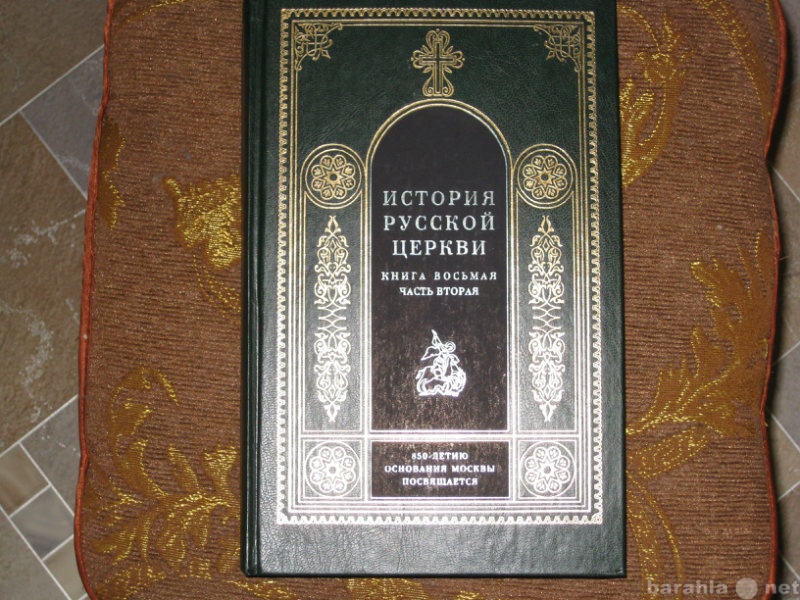 ИСТОРИЯ
РУССКОЙ
ЦЕРКВИ
КНИГА ВОСЬМАЯ
ЧАСТЬ ВТОРАЯ
850-ЛЕТИЮ
ОСНОВАНИЯ МОСКВЫ
ПОСВЯЩАЕТСЯ
barahla net